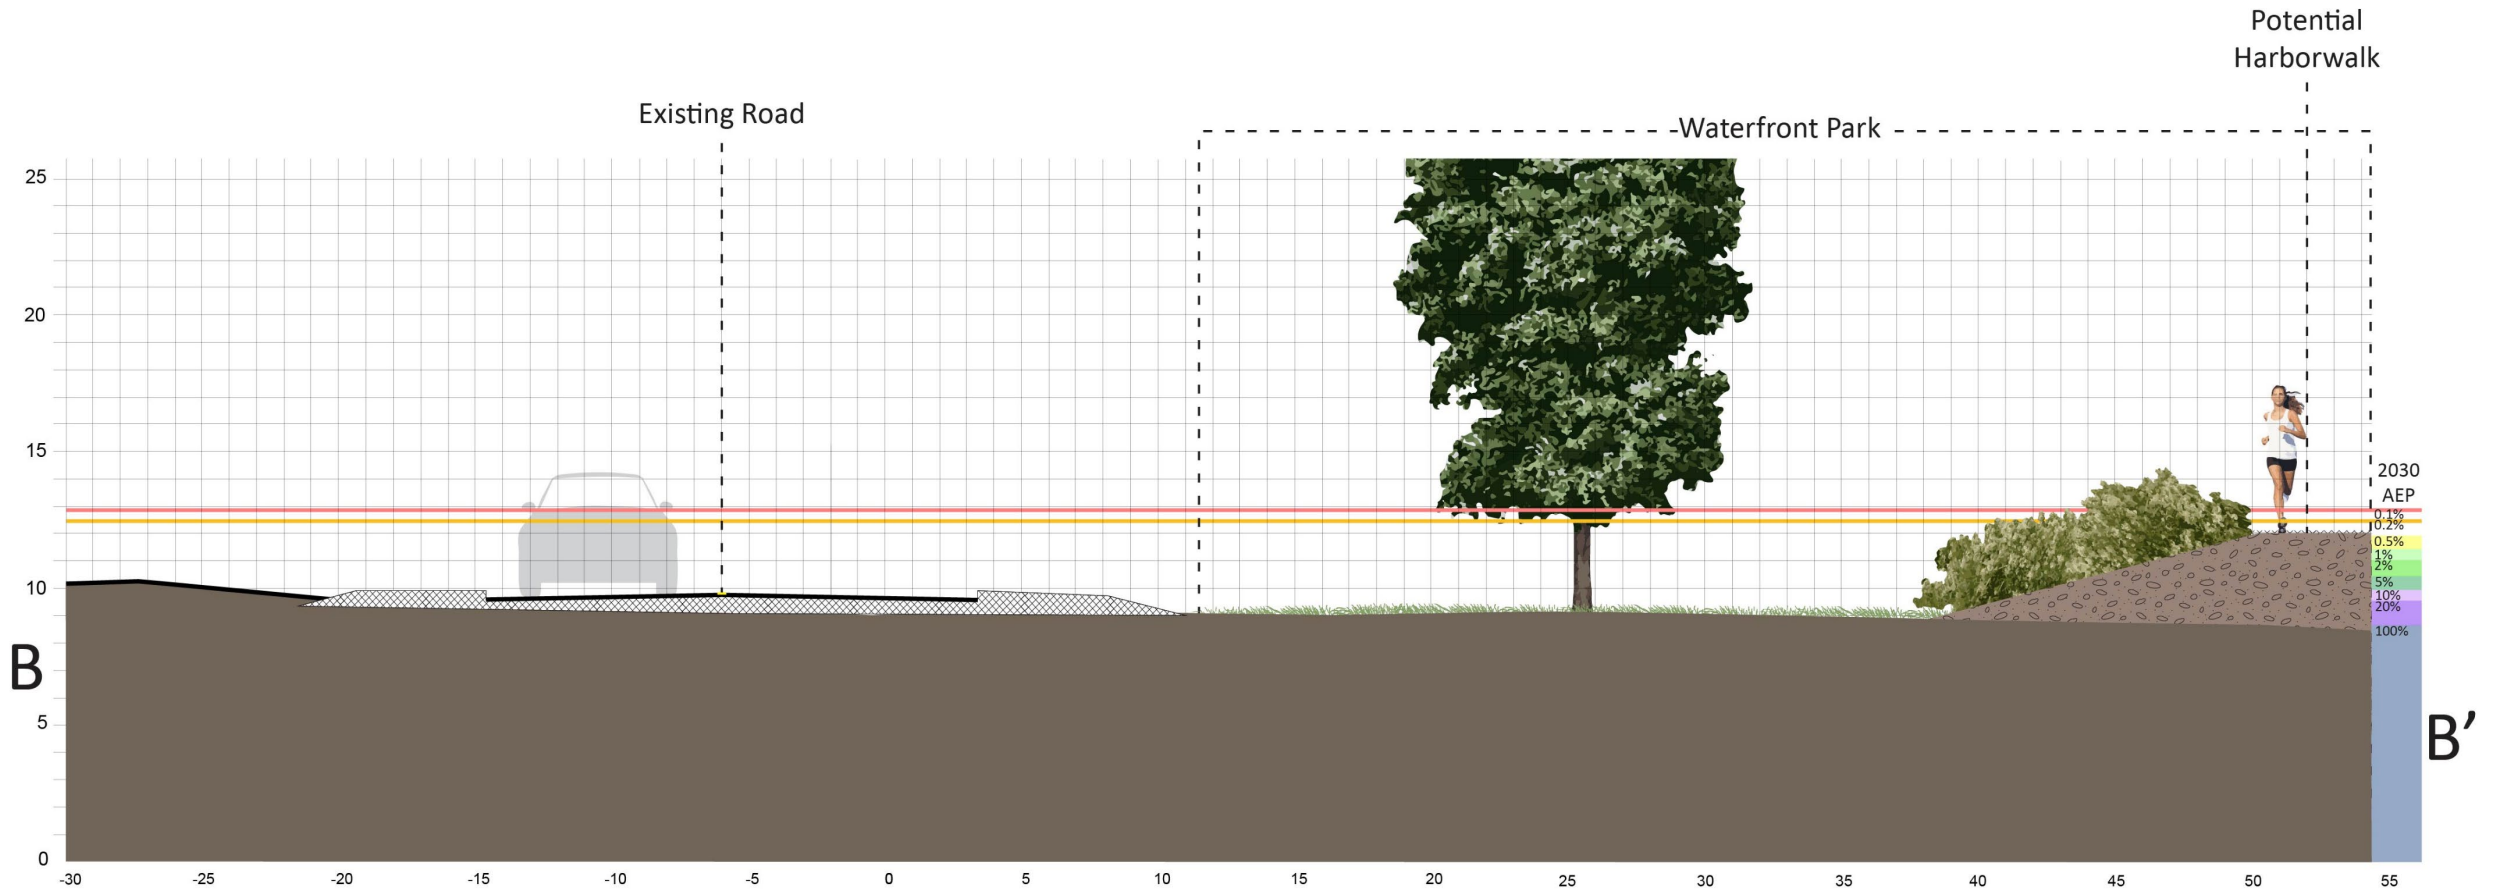 Potential
Harborwalk
Existing Road
Waterfront Park
25
20
15
10
5
0
2030
AEP
0.1%
0.2%
0.5%
1%
2%
5%
10%
20%
100%
B
B’
-30 -25 -20 -15 -10 -5 0 5 10 15 20 25 30 35 40 45 50 55